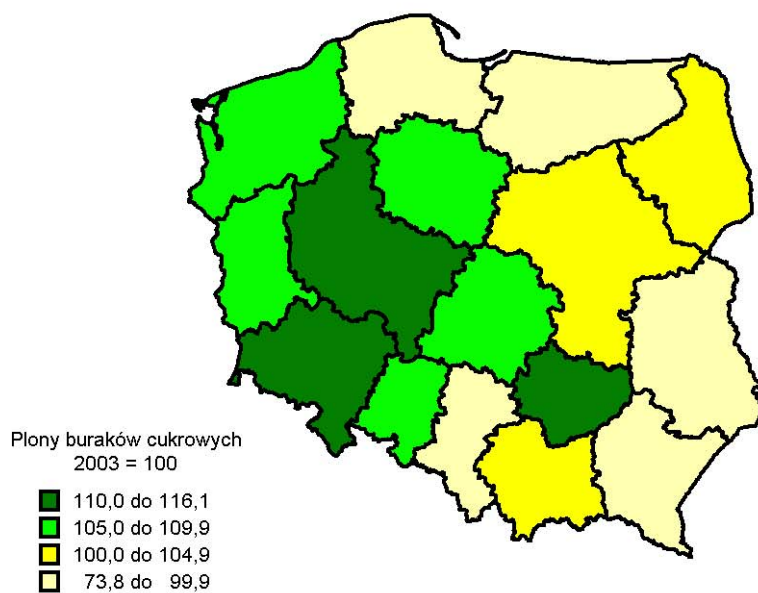 Plony buraków cukrowych
2003 = 100
110,0 do 116,1
105,0 do 109,9
100,0 do 104,9
73,8 do 99,9